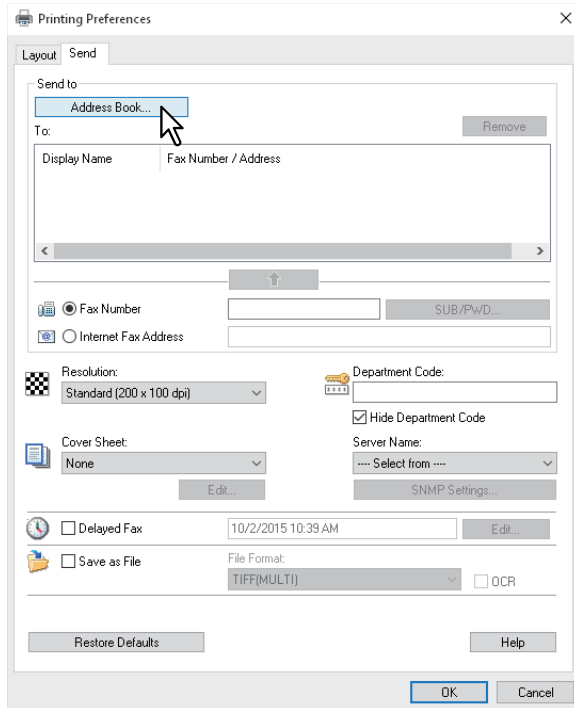 Printing Preferences
Layout Send
Send to
Address Book...
To:
Remove
Display Name Fax Number / Address
Fax Number
SUB/PWD...
Internet Fax Address
Resolution:
Department Code:
Standard (200 x 100 dpi)
Hide Department Code
Cover Sheet:
Server Name:
None
---- Select from ----
Edit...
SNMP Settings...
Delayed Fax
10/2/2015 10:39 AM
Edit...
Save as File
File Format:
TIFF(MULTI)
OCR
Restore Defaults
Help
OK
Cancel